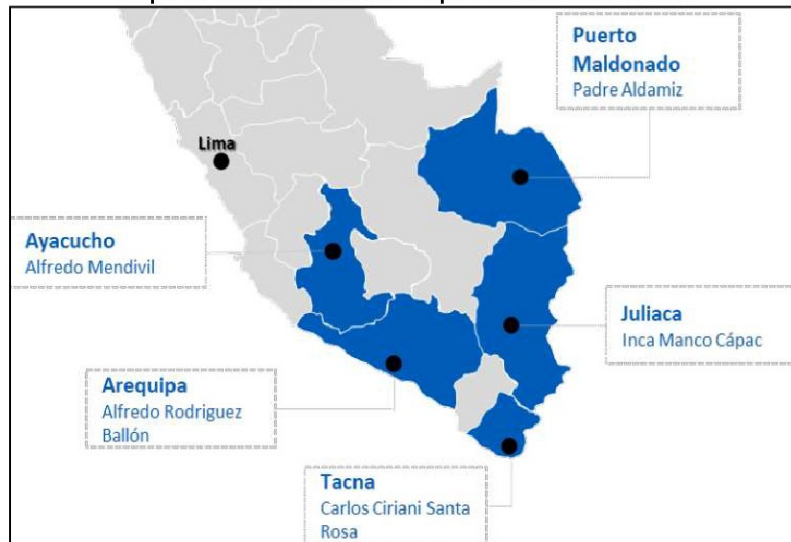 Puerto
Maldonado
Padre Aldamiz
Lima
Ayacucho
Alfredo Mendivil
Juliaca
Inca Manco Cápac
Arequipa
Alfredo Rodriguez
Ballón
Tacna
Carlos Ciriani Santa
Rosa